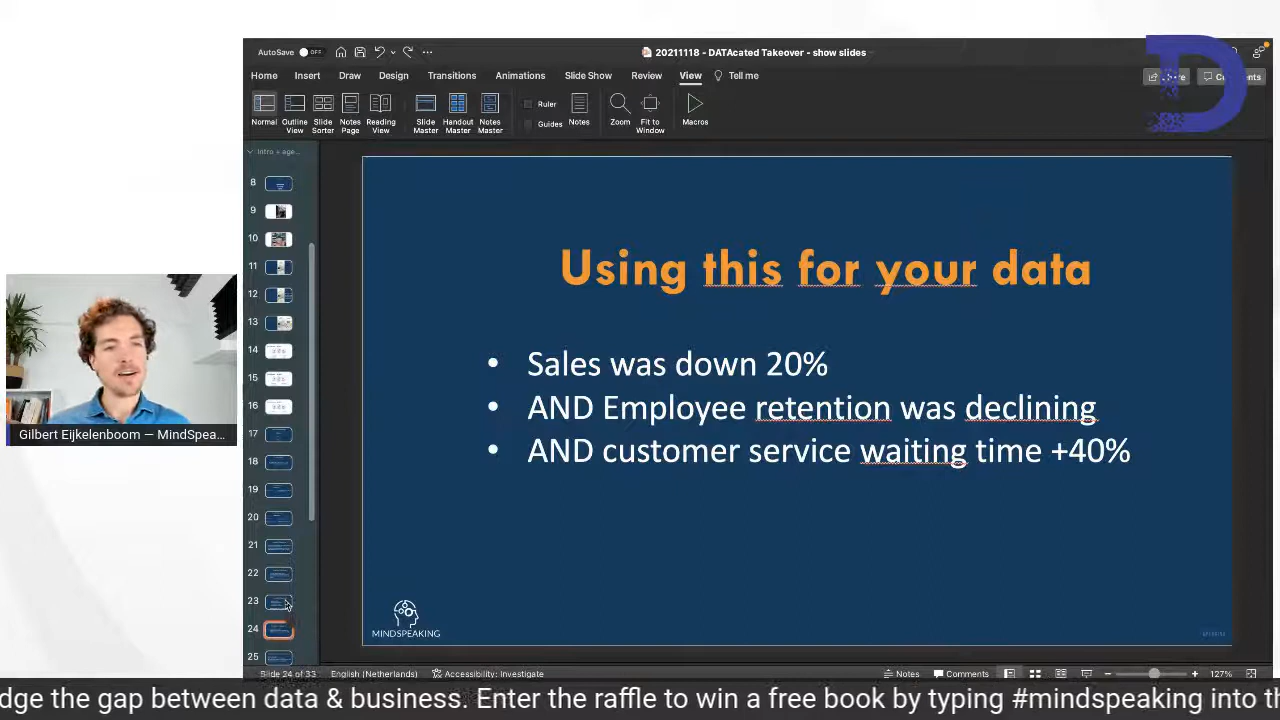 AutoSave OFF
20211118 - DATAcated Takeover - show slides
Home Insert Draw Design Transitions Animations Slide Show Review View Tell me
Normal Outline View Slide Sorter Notes Page Reading View Slide Master Handout Master Notes Master Ruler Guides Notes Zoom Fit to Window Macros
Intro + age...
8
9
10
11
12
13
14
15
16
17
18
19
20
21
22
23
24
25
Using this for your data
• Sales was down 20%
• AND Employee retention was declining
• AND customer service waiting time +40%
MINDSPEAKING
Gilbert Eijkelenboom — MindSpea...
Slide 24 of 33 English (Netherlands) Accessibility: Investigate Notes Comments 127%
dge the gap between data & business. Enter the raffle to win a free book by typing #mindspeaking into th